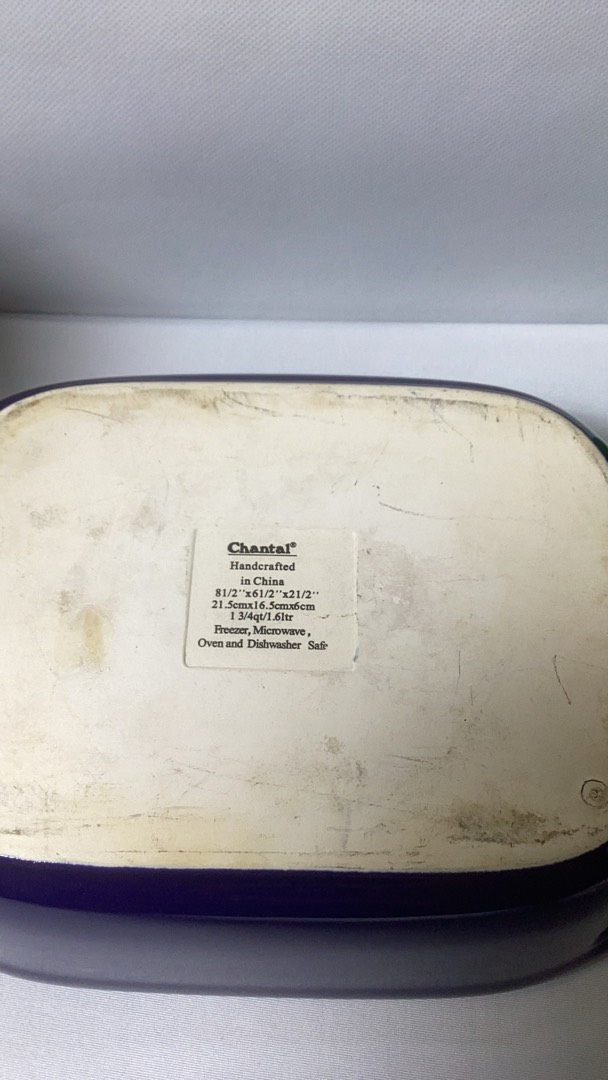 Chantal®
Handcrafted
in China
81/2''x61/2''x21/2''
21.5cmx16.5cmx6cm
1 3/4qt/1.6ltr
Freezer, Microwave,
Oven and Dishwasher Safe